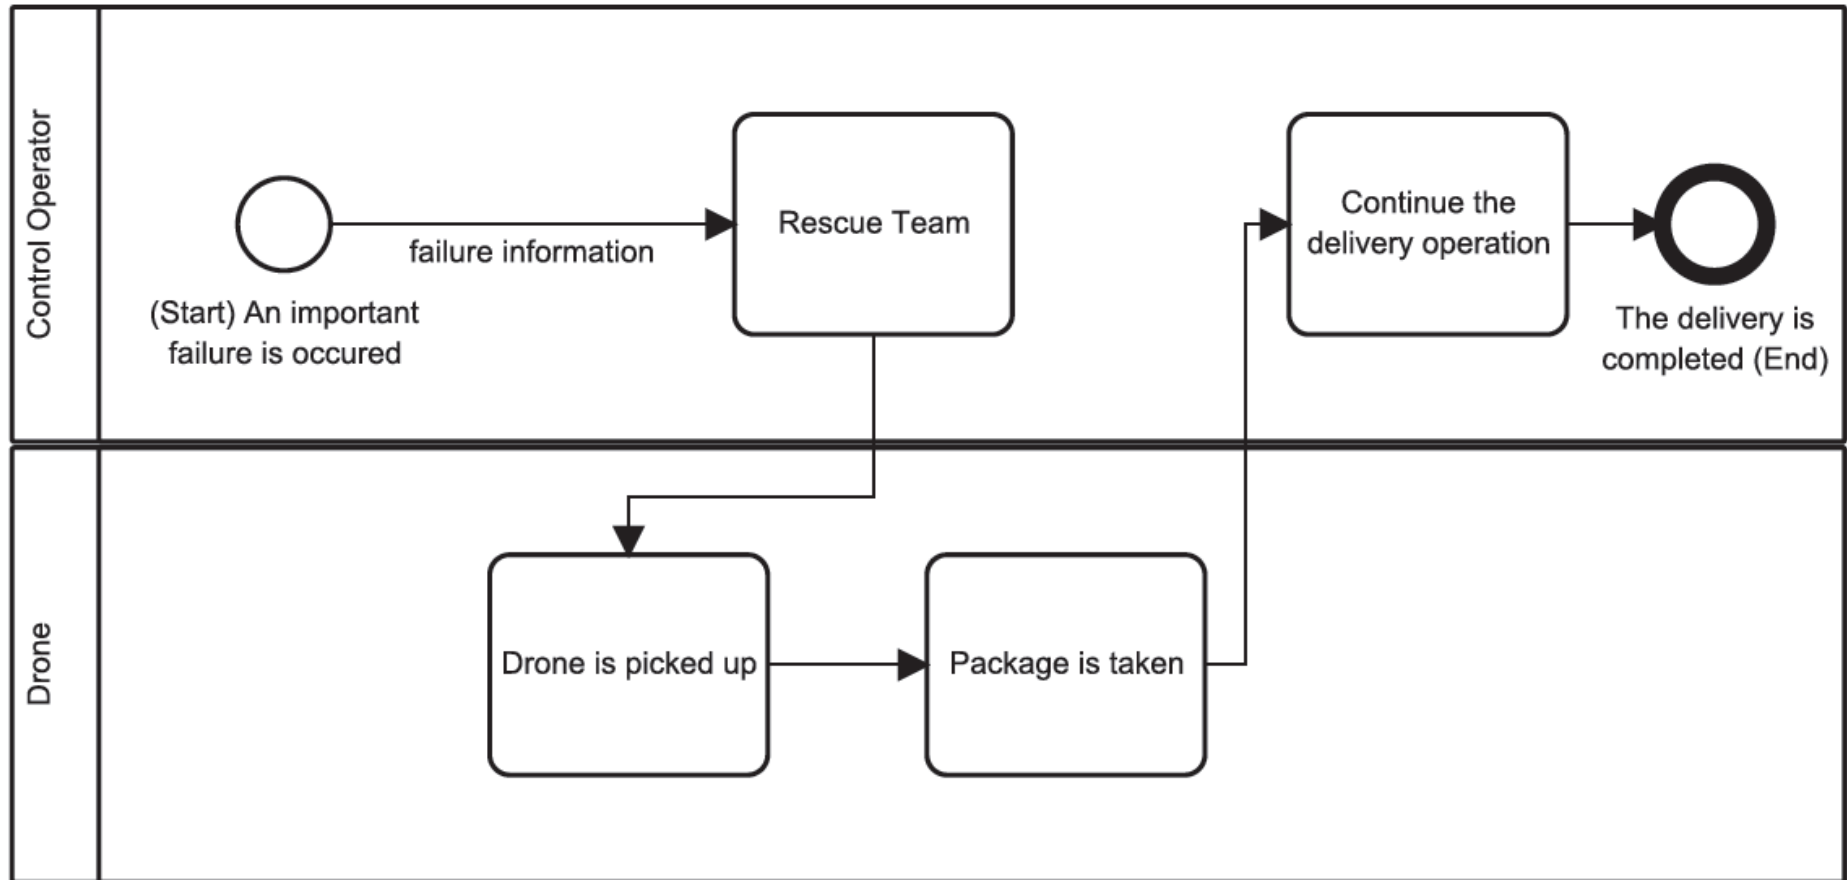 Control Operator
(Start) An important
failure is occured
failure information
Rescue Team
Continue the
delivery operation
The delivery is
completed (End)
Drone
Drone is picked up
Package is taken